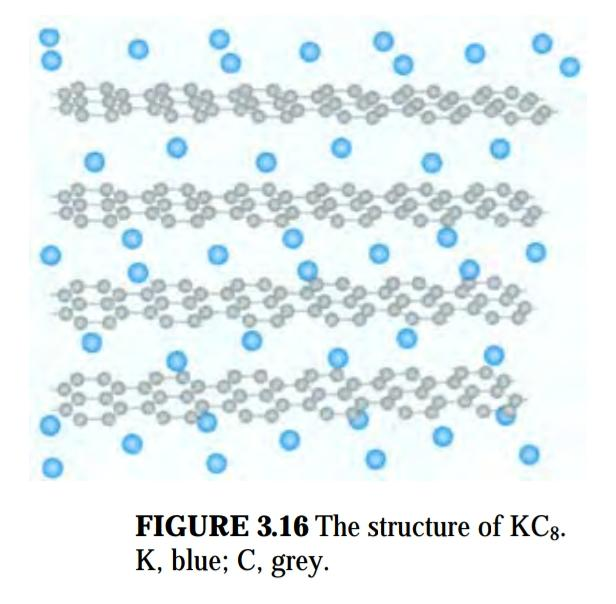 FIGURE 3.16 The structure of KC₈.
K, blue; C, grey.